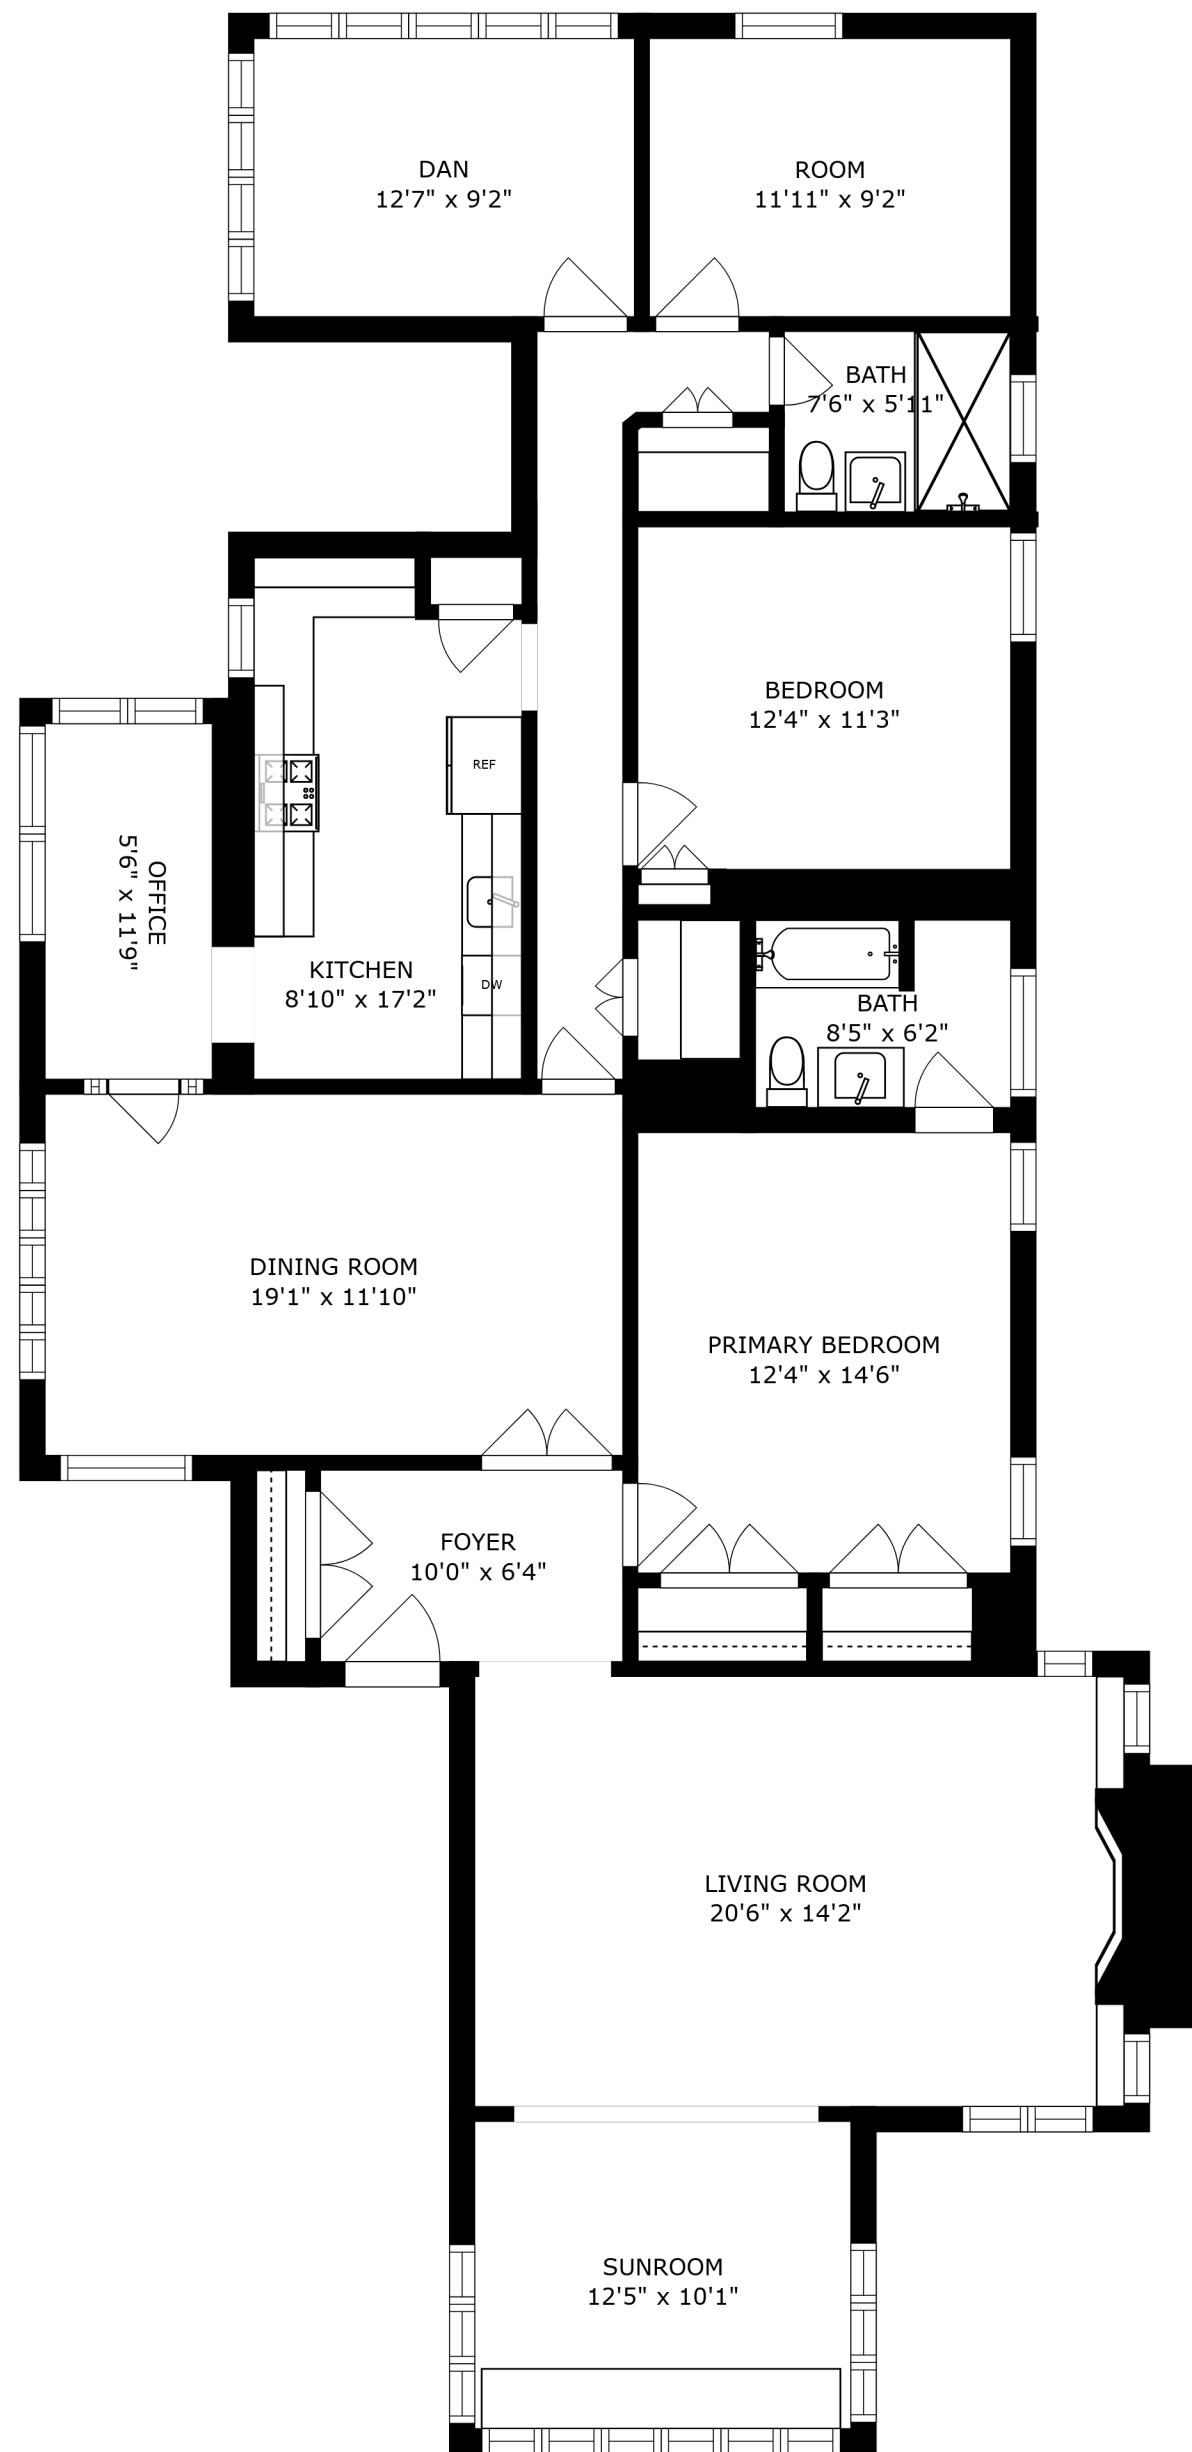 DAN
12'7" x 9'2"
ROOM
11'11" x 9'2"
BATH
7'6" x 5'11"
BEDROOM
12'4" x 11'3"
REF
OFFICE
5'6" x 11'9"
KITCHEN
8'10" x 17'2"
DW
BATH
8'5" x 6'2"
DINING ROOM
19'1" x 11'10"
PRIMARY BEDROOM
12'4" x 14'6"
FOYER
10'0" x 6'4"
LIVING ROOM
20'6" x 14'2"
SUNROOM
12'5" x 10'1"